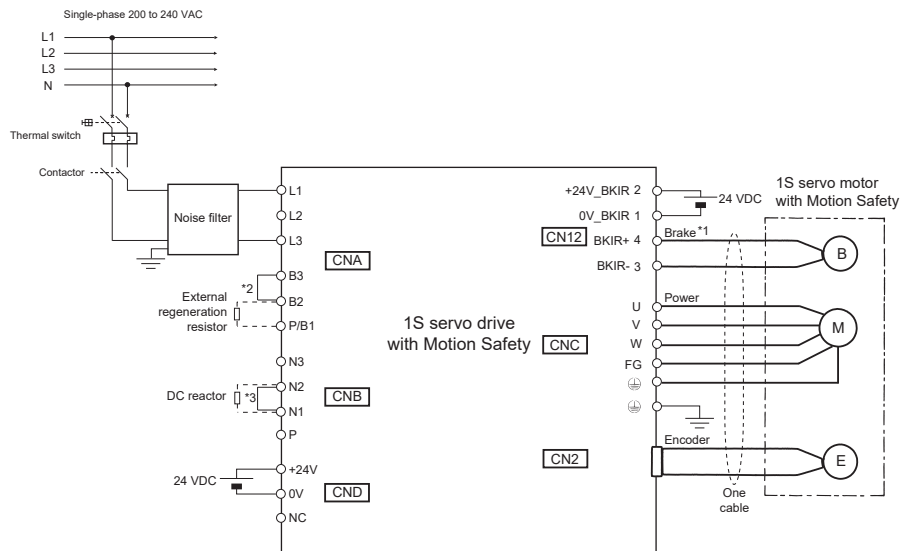 Single-phase 200 to 240 VAC
L1
L2
L3
N
Thermal switch
Contactor
Noise filter
L1
L2
L3
CNA
B3
*2
B2
External
regeneration
resistor
P/B1
N3
N2
DC reactor
*3
N1
CNB
P
+24V
24 VDC
0V
CND
NC
1S servo drive
with Motion Safety
+24V_BKIR 2
24 VDC
0V_BKIR 1
CN12
BKIR+ 4
Brake*1
BKIR- 3
U
Power
V
CNC
W
FG
Encoder
CN2
One
cable
1S servo motor
with Motion Safety
B
M
E